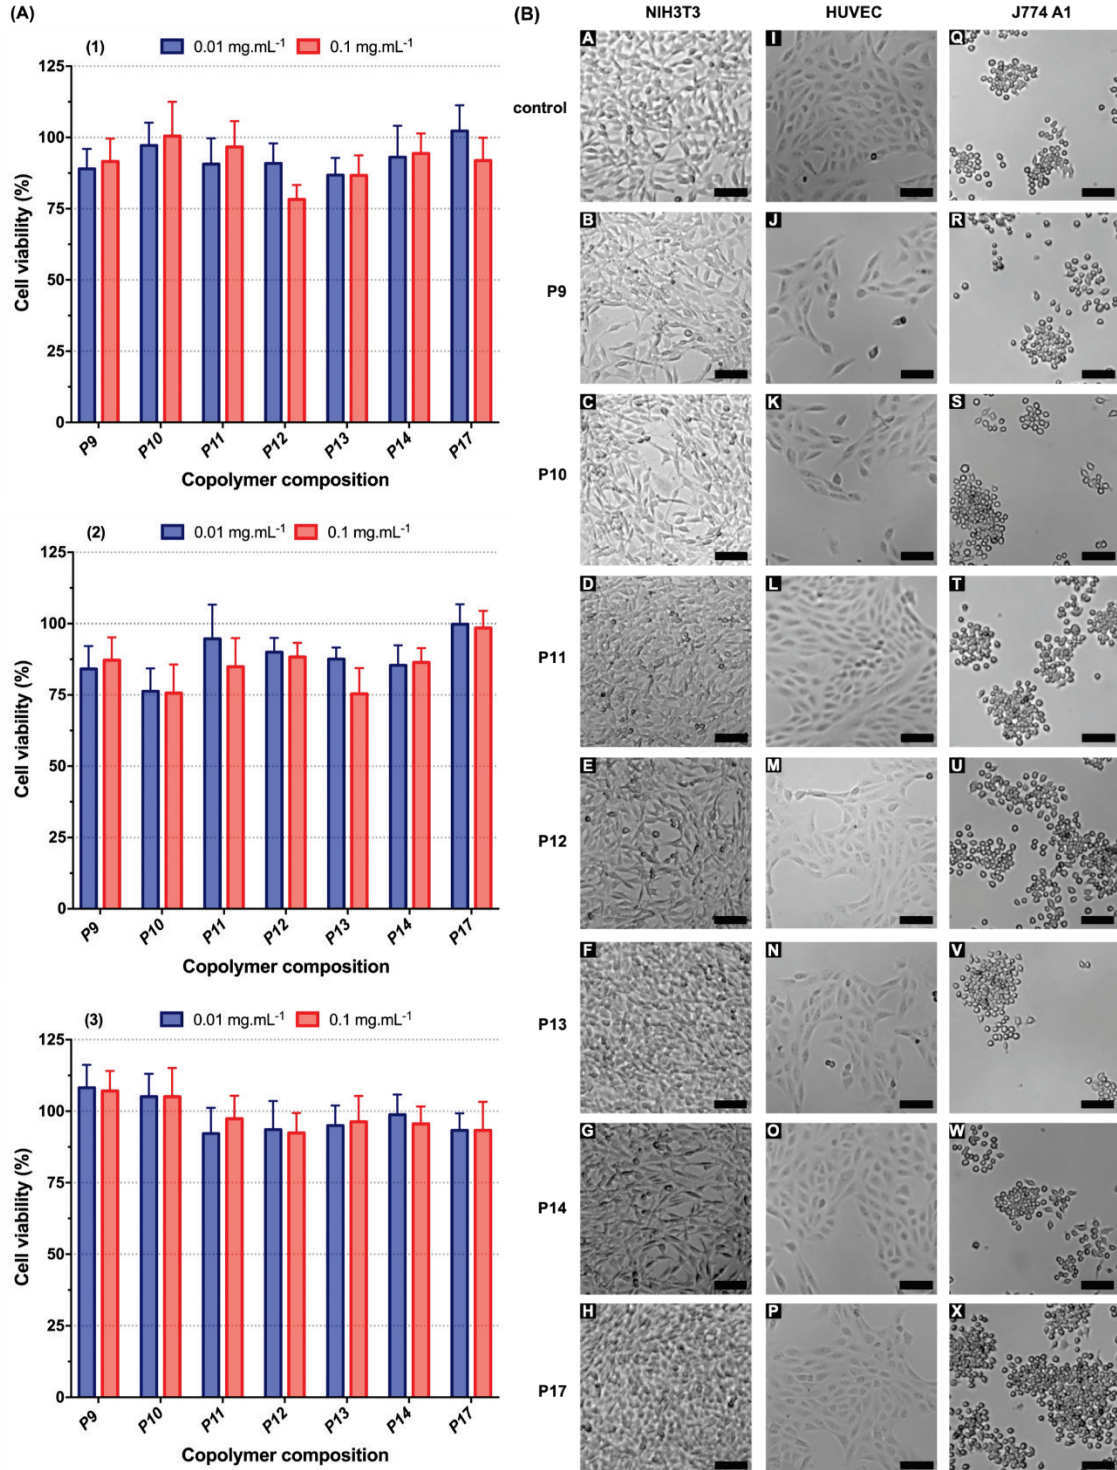 (A)
(1)
0.01 mg.mL⁻¹ 0.1 mg.mL⁻¹
125
100
75
50
25
0
Cell viability (%)
P9 P10 P11 P12 P13 P14 P17
Copolymer composition
(2)
0.01 mg.mL⁻¹ 0.1 mg.mL⁻¹
125
100
75
50
25
0
Cell viability (%)
P9 P10 P11 P12 P13 P14 P17
Copolymer composition
(3)
0.01 mg.mL⁻¹ 0.1 mg.mL⁻¹
125
100
75
50
25
0
Cell viability (%)
P9 P10 P11 P12 P13 P14 P17
Copolymer composition
(B)
NIH3T3 HUVEC J774 A1
control
A I Q
P9
B J R
P10
C K S
P11
D L T
P12
E M U
P13
F N V
P14
G O W
P17
H P X